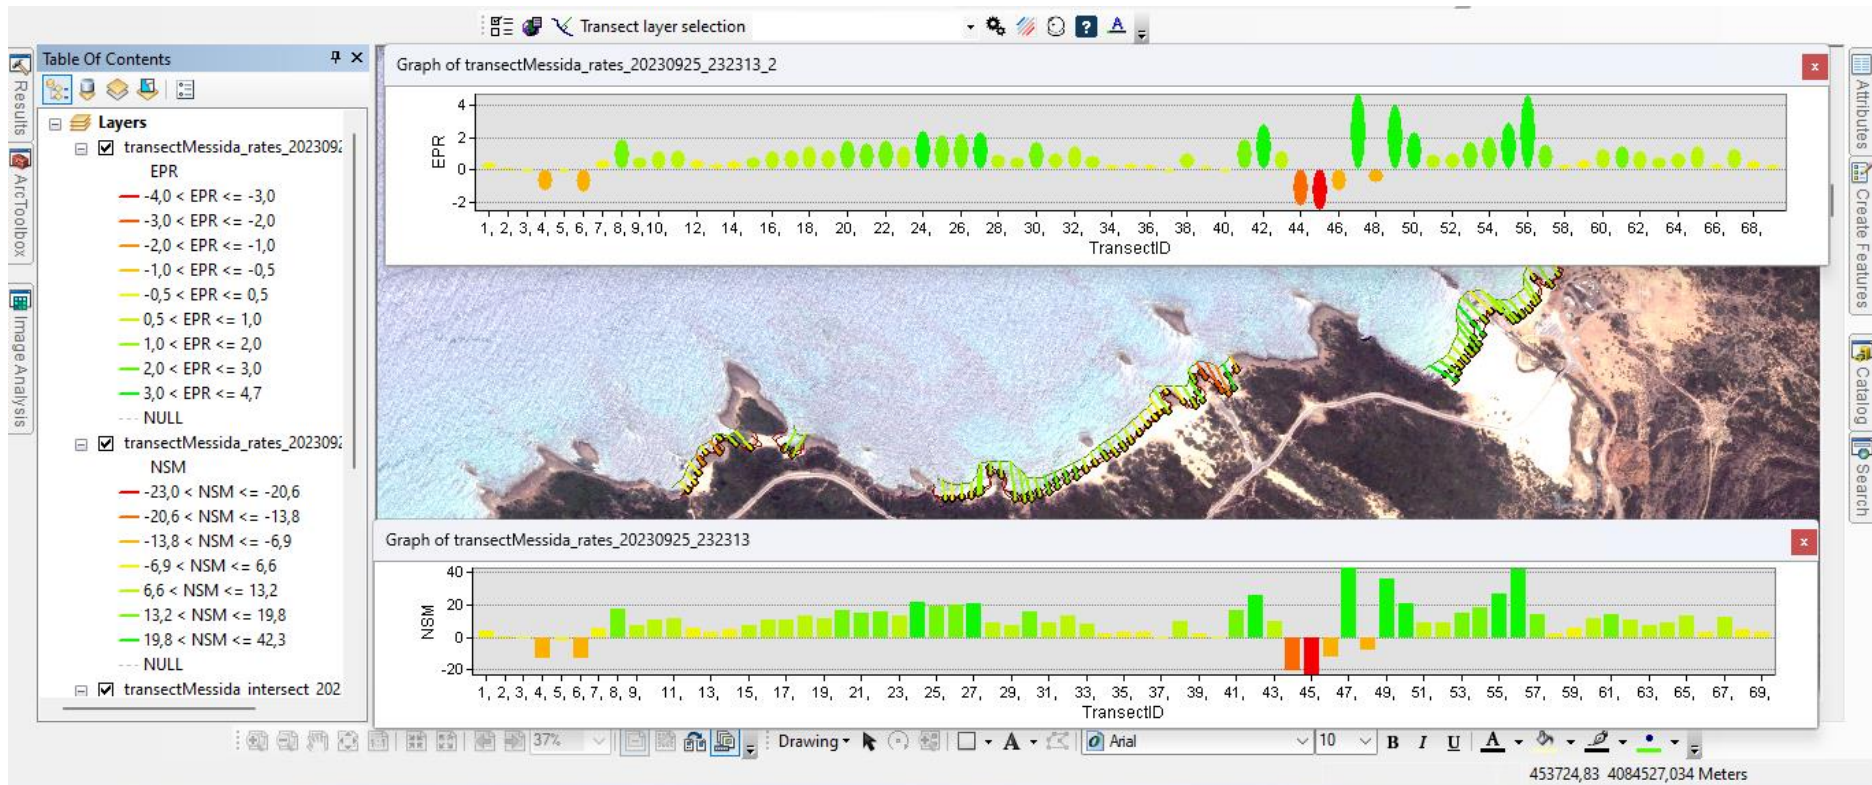 Transect layer selection
Table Of Contents
Layers
transectMessida_rates_2023092
EPR
-4,0 < EPR <= -3,0
-3,0 < EPR <= -2,0
-2,0 < EPR <= -1,0
-1,0 < EPR <= -0,5
-0,5 < EPR <= 0,5
0,5 < EPR <= 1,0
1,0 < EPR <= 2,0
2,0 < EPR <= 3,0
3,0 < EPR <= 4,7
NULL
transectMessida_rates_2023092
NSM
-23,0 < NSM <= -20,6
-20,6 < NSM <= -13,8
-13,8 < NSM <= -6,9
-6,9 < NSM <= 6,6
6,6 < NSM <= 13,2
13,2 < NSM <= 19,8
19,8 < NSM <= 42,3
NULL
transectMessida_intersect_202
Results
ArcToolbox
Image Analysis
Graph of transectMessida_rates_20230925_232313_2
EPR
4
2
0
-2
1, 2, 3, 4, 5, 6, 7, 8, 9, 10, 12, 14, 16, 18, 20, 22, 24, 26, 28, 30, 32, 34, 36, 38, 40, 42, 44, 46, 48, 50, 52, 54, 56, 58, 60, 62, 64, 66, 68,
TransectID
Graph of transectMessida_rates_20230925_232313
NSM
40
20
0
-20
1, 2, 3, 4, 5, 6, 7, 8, 9, 11, 13, 15, 17, 19, 21, 23, 25, 27, 29, 31, 33, 35, 37, 39, 41, 43, 45, 47, 49, 51, 53, 55, 57, 59, 61, 63, 65, 67, 69,
TransectID
Attributes
Create Features
Catalog
Search
1:1
37%
Drawing
A
Arial
10
B I U A
453724,83 4084527,034 Meters